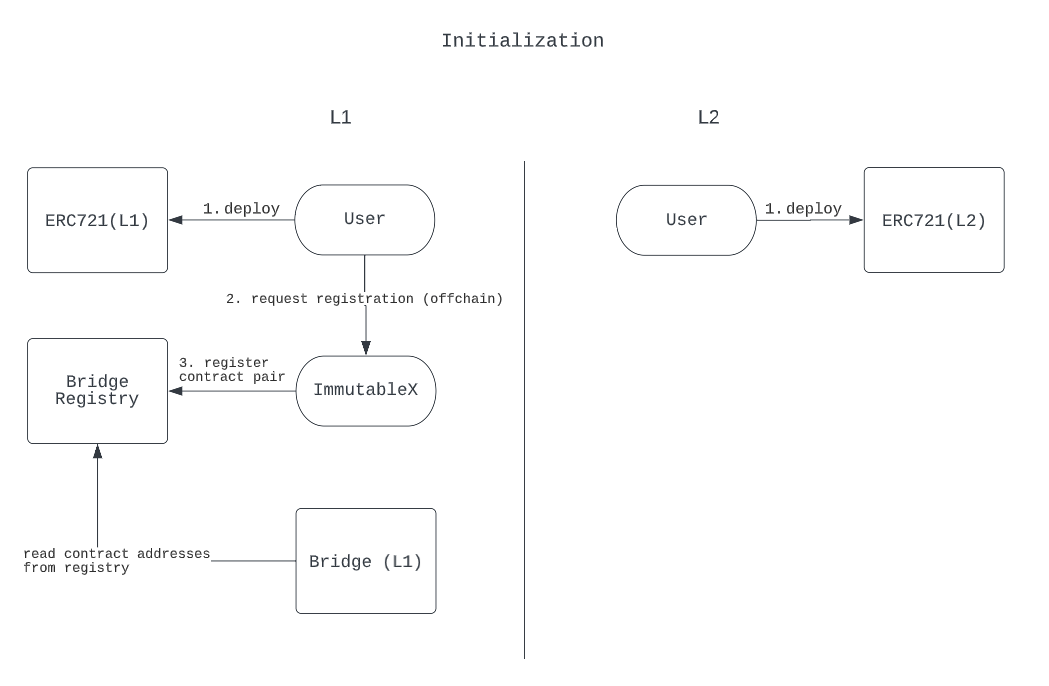 Initialization
L1
L2
ERC721(L1)
1.deploy
User
User
1.deploy
ERC721(L2)
2. request registration (offchain)
Bridge
Registry
3. register
contract pair
ImmutableX
read contract addresses
from registry
Bridge (L1)